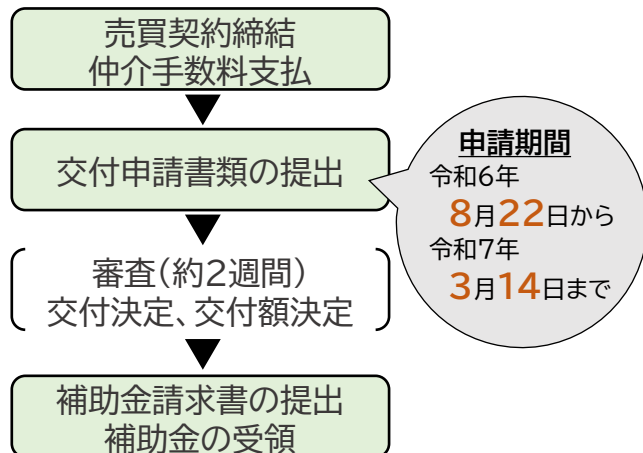 売買契約締結
仲介手数料支払
交付申請書類の提出
申請期間
令和6年
8月22日から
令和7年
3月14日まで
審査(約2週間)
交付決定、交付額決定
補助金請求書の提出
補助金の受領